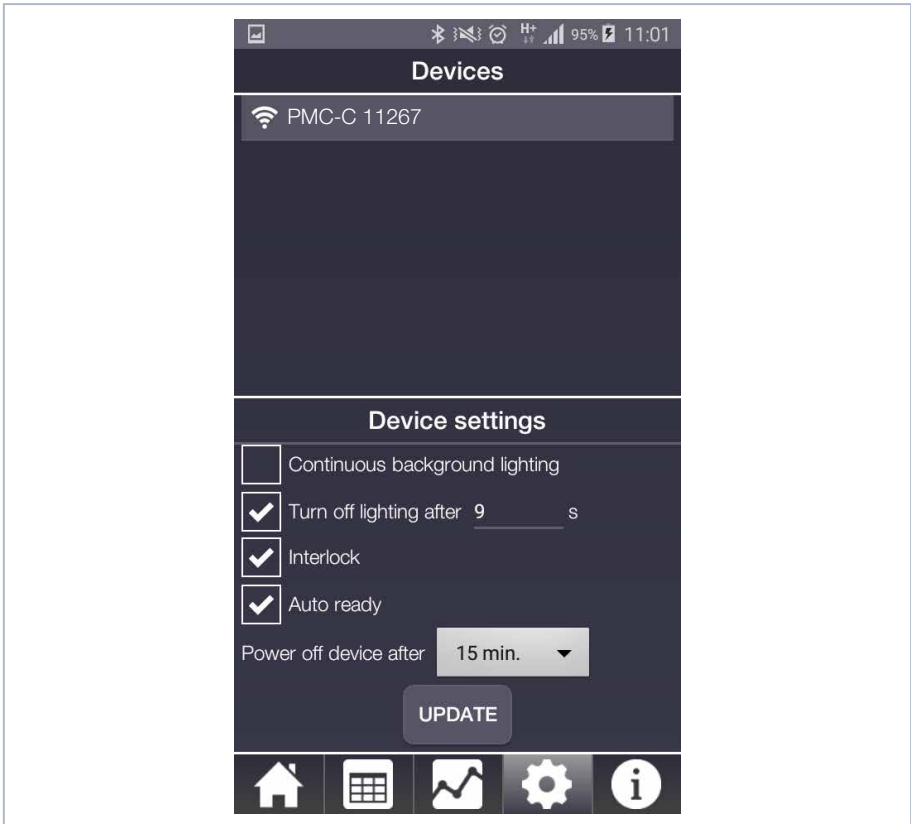 H+ 95% 11:01
Devices
PMC-C 11267
Device settings
Continuous background lighting
Turn off lighting after 9 s
Interlock
Auto ready
Power off device after 15 min.
UPDATE
i